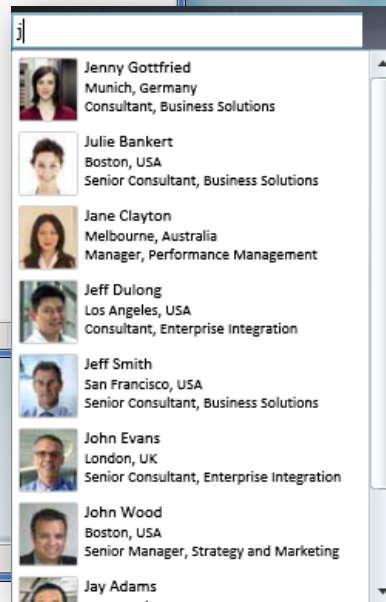 j
Jenny Gottfried
Munich, Germany
Consultant, Business Solutions
Julie Bankert
Boston, USA
Senior Consultant, Business Solutions
Jane Clayton
Melbourne, Australia
Manager, Performance Management
Jeff Dulong
Los Angeles, USA
Consultant, Enterprise Integration
Jeff Smith
San Francisco, USA
Senior Consultant, Business Solutions
John Evans
London, UK
Senior Consultant, Enterprise Integration
John Wood
Boston, USA
Senior Manager, Strategy and Marketing
Jay Adams